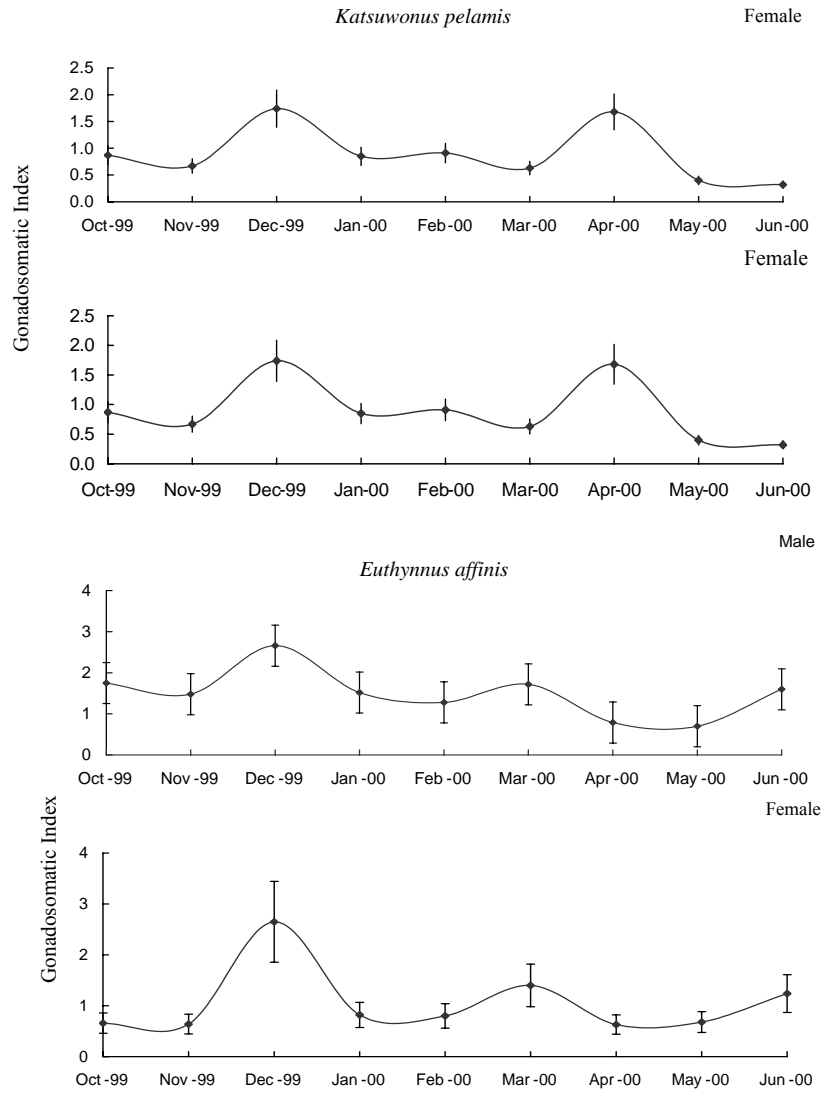 Katsuwonus pelamis Female
2.5
2.0
1.5
1.0
0.5
0.0
Oct-99 Nov-99 Dec-99 Jan-00 Feb-00 Mar-00 Apr-00 May-00 Jun-00
Gonadosomatic Index
Female
2.5
2.0
1.5
1.0
0.5
0.0
Oct-99 Nov-99 Dec-99 Jan-00 Feb-00 Mar-00 Apr-00 May-00 Jun-00
Male
Euthynnus affinis
4
3
2
1
0
Oct -99 Nov -99 Dec -99 Jan -00 Feb -00 Mar -00 Apr -00 May -00 Jun -00
Female
Gonadosomatic Index
4
3
2
1
0
Oct -99 Nov -99 Dec -99 Jan -00 Feb -00 Mar -00 Apr -00 May -00 Jun -00